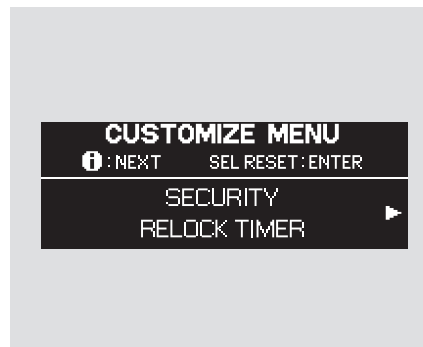 CUSTOMIZE MENU
i : NEXT SEL RESET : ENTER
SECURITY
RELOCK TIMER